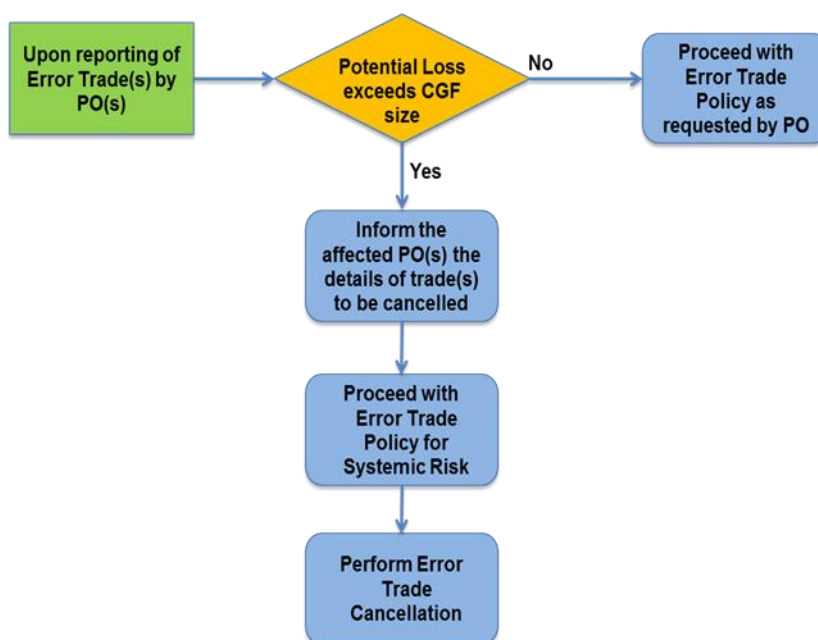 Upon reporting of
Error Trade(s) by
PO(s)
Potential Loss
exceeds CGF
size
No
Proceed with
Error Trade
Policy as
requested by PO
Yes
Inform the
affected PO(s) the
details of trade(s)
to be cancelled
Proceed with
Error Trade
Policy for
Systemic Risk
Perform Error
Trade
Cancellation